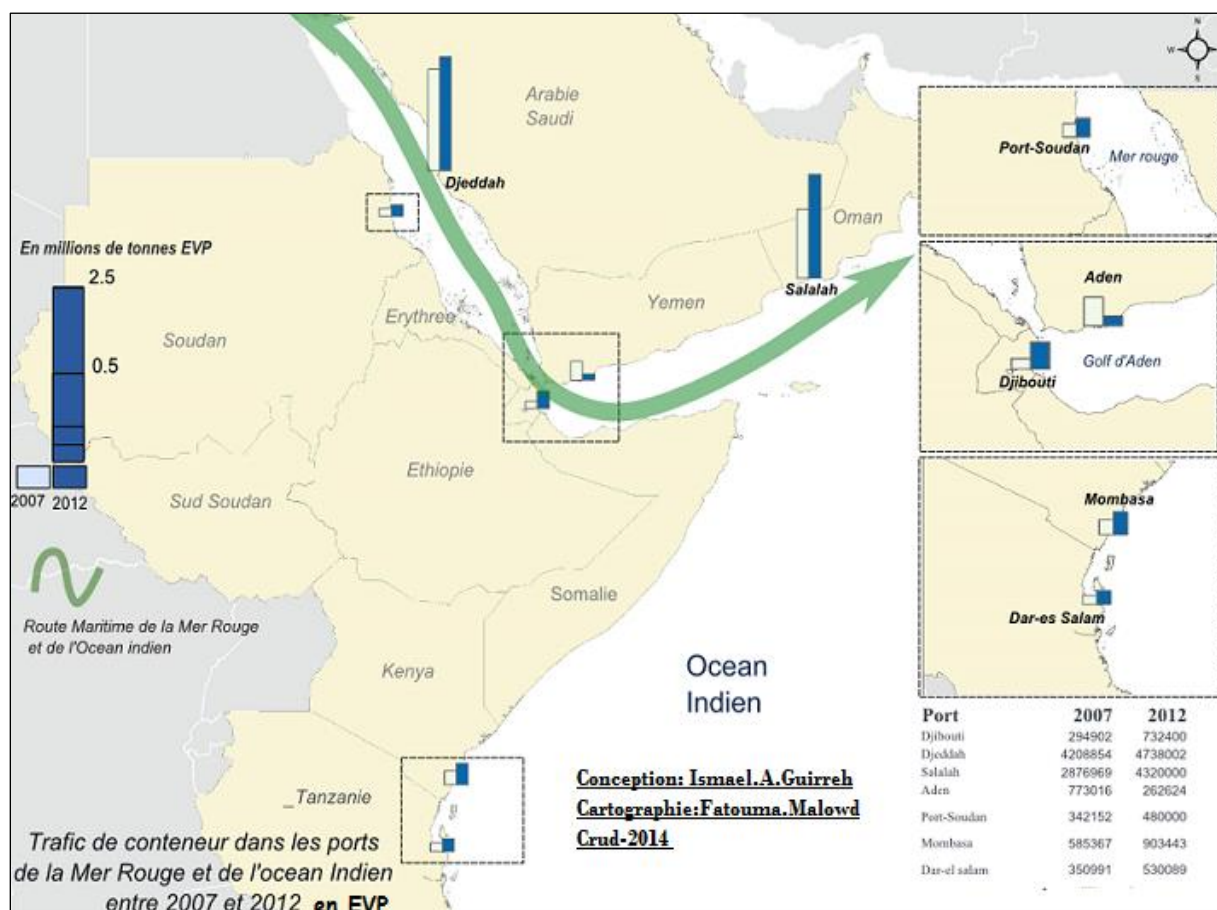 N
W
E
S
Arabie
Saudi
Djeddah
Port-Soudan
Mer rouge
Oman
En millions de tonnes EVP
2.5
0.5
2007
2012
Salalah
Yemen
Erythree
Soudan
Aden
Golf d'Aden
Djibouti
Ethiopie
Sud Soudan
Mombasa
Dar-es Salam
Somalie
Route Maritime de la Mer Rouge
et de l'Ocean indien
Kenya
Ocean
Indien
_Tanzanie
Port 2007 2012
Djibouti 294902 732400
Djeddah 4208854 4738002
Salalah 2876969 4320000
Aden 773016 262624
Port-Soudan 342152 480000
Mombasa 585367 903443
Dar-el salam 350991 530089
Conception: Ismael.A.Guirreh
Cartographie:Fatouma.Malowd
Crud-2014
Trafic de conteneur dans les ports
de la Mer Rouge et de l'ocean Indien
entre 2007 et 2012 en EVP